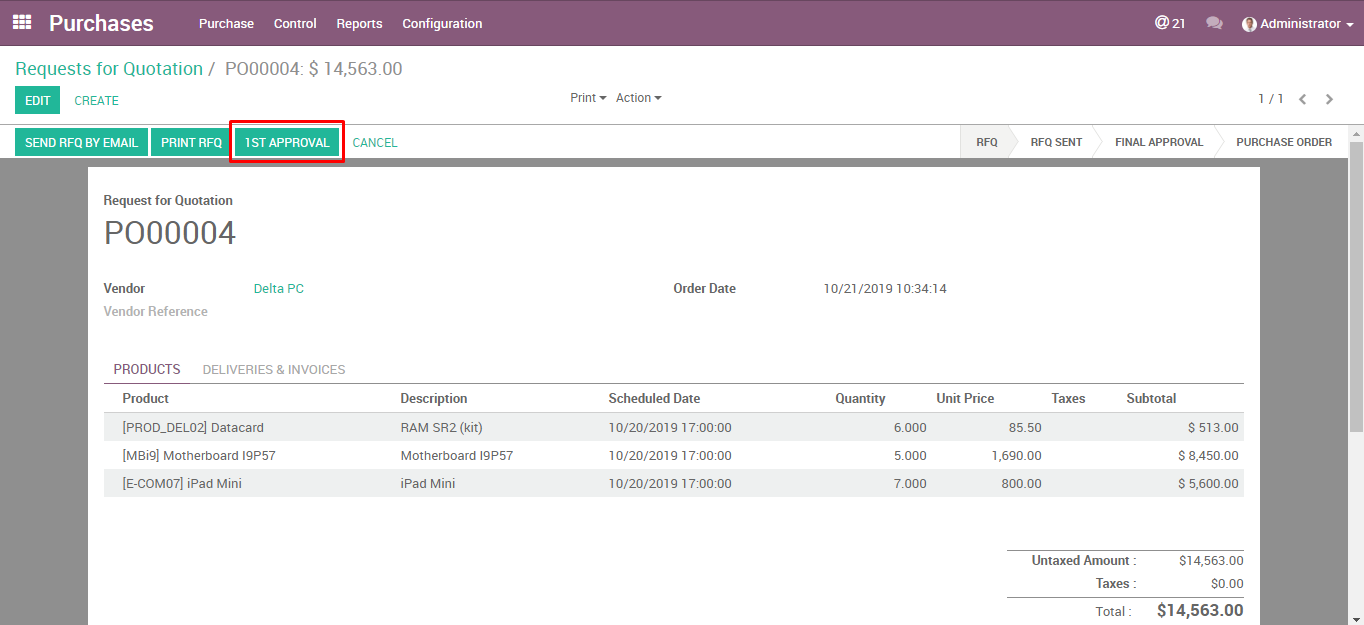 Purchases Purchase Control Reports Configuration @ 21 Administrator
Requests for Quotation / PO00004: $ 14,563.00
EDIT CREATE Print Action 1 / 1
SEND RFQ BY EMAIL PRINT RFQ 1ST APPROVAL CANCEL RFQ RFQ SENT FINAL APPROVAL PURCHASE ORDER
Request for Quotation
PO00004
Vendor Delta PC Order Date 10/21/2019 10:34:14
Vendor Reference
PRODUCTS DELIVERIES & INVOICES
Product Description Scheduled Date Quantity Unit Price Taxes Subtotal
[PROD_DEL02] Datacard RAM SR2 (kit) 10/20/2019 17:00:00 6.000 85.50 $ 513.00
[MBi9] Motherboard I9P57 Motherboard I9P57 10/20/2019 17:00:00 5.000 1,690.00 $ 8,450.00
[E-COM07] iPad Mini iPad Mini 10/20/2019 17:00:00 7.000 800.00 $ 5,600.00
Untaxed Amount : $14,563.00
Taxes : $0.00
Total : $14,563.00